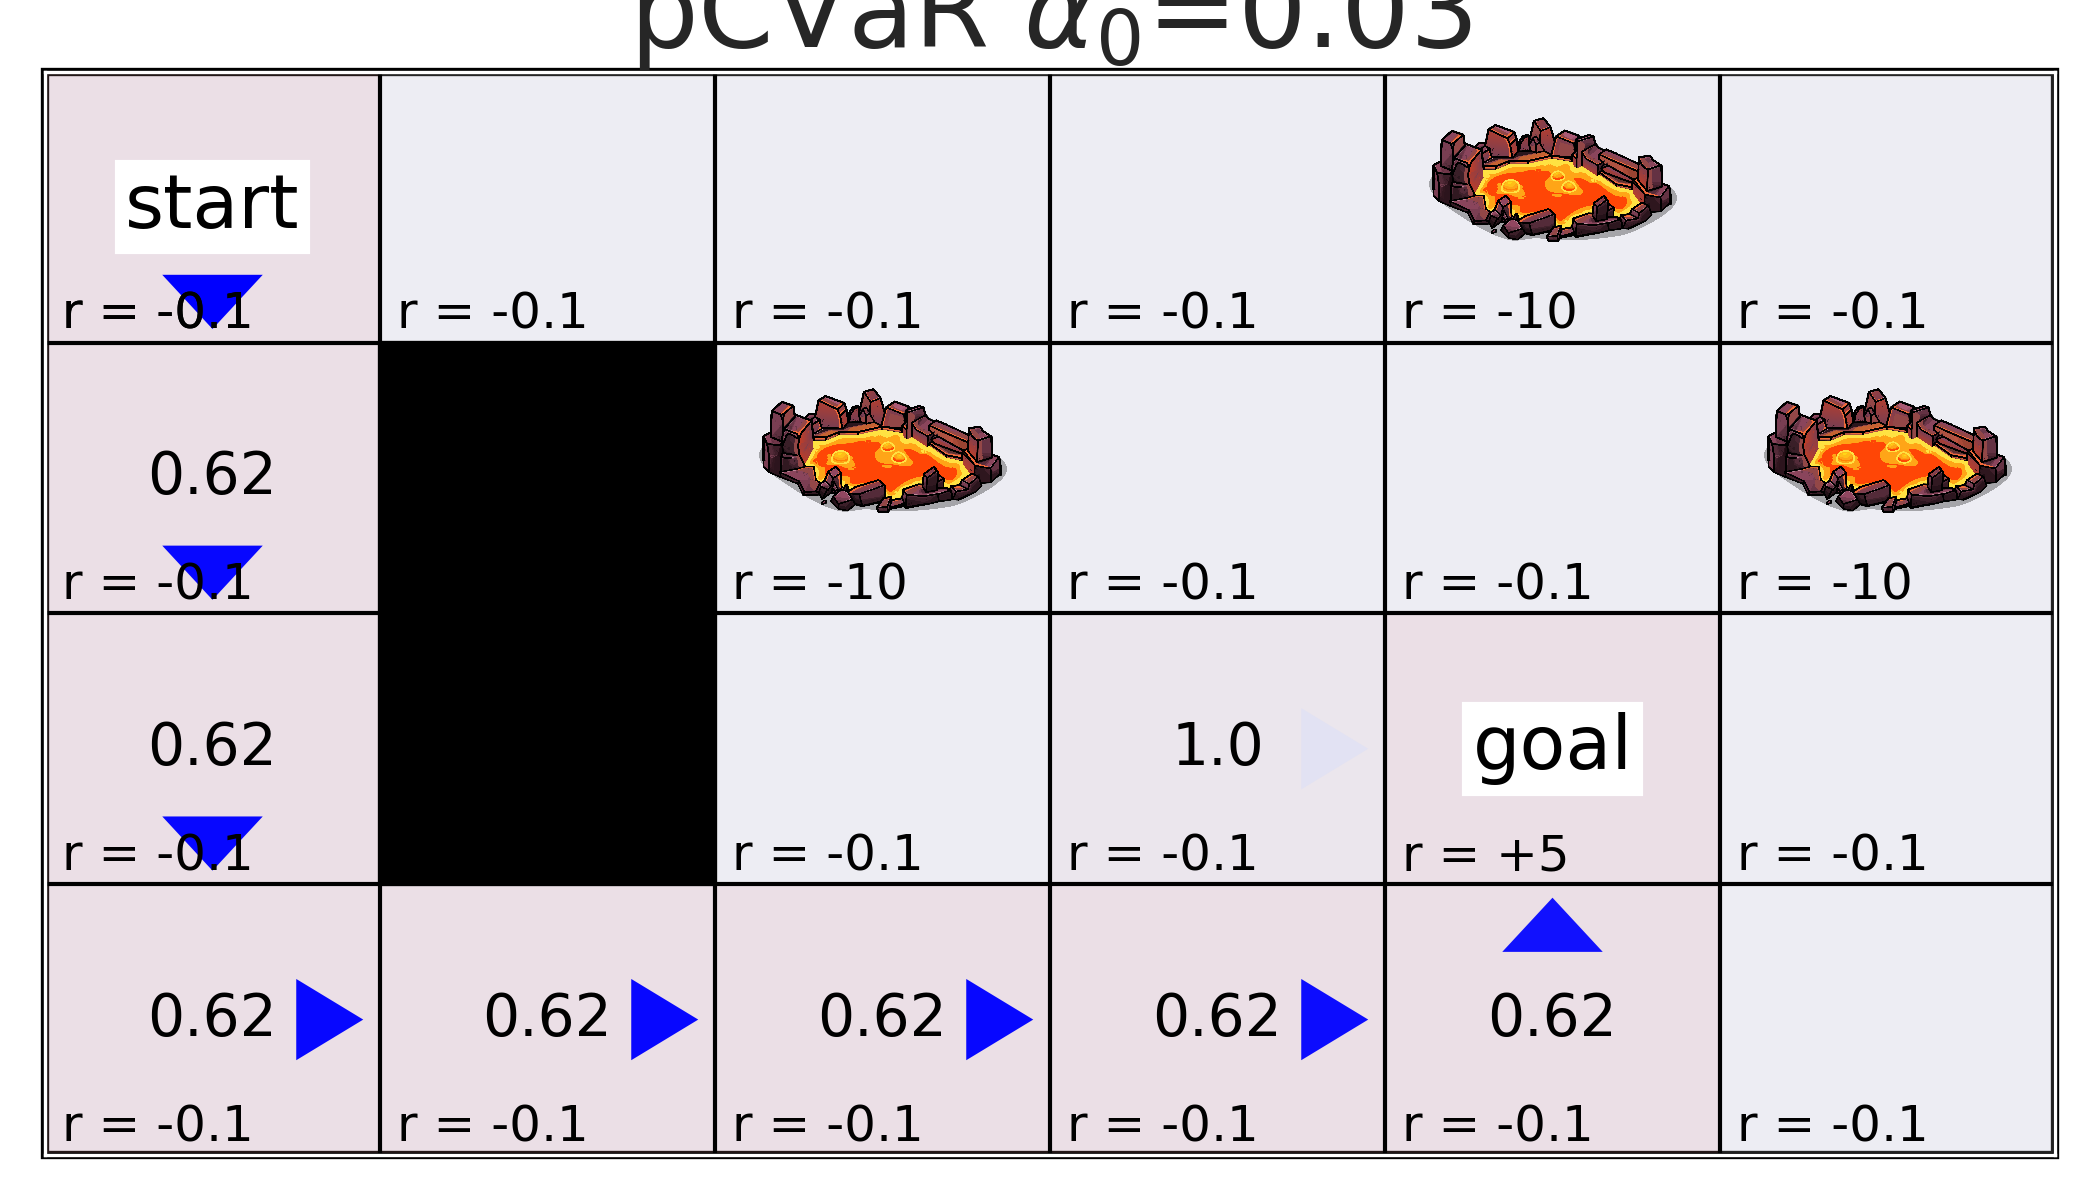 pCVaR α₀=0.03
start
r = -0.1 r = -0.1 r = -0.1 r = -0.1 r = -10 r = -0.1
0.62
r = -0.1 r = -10 r = -0.1 r = -0.1 r = -10
0.62 1.0 goal
r = -0.1 r = -0.1 r = -0.1 r = +5 r = -0.1
0.62 0.62 0.62 0.62 0.62
r = -0.1 r = -0.1 r = -0.1 r = -0.1 r = -0.1 r = -0.1